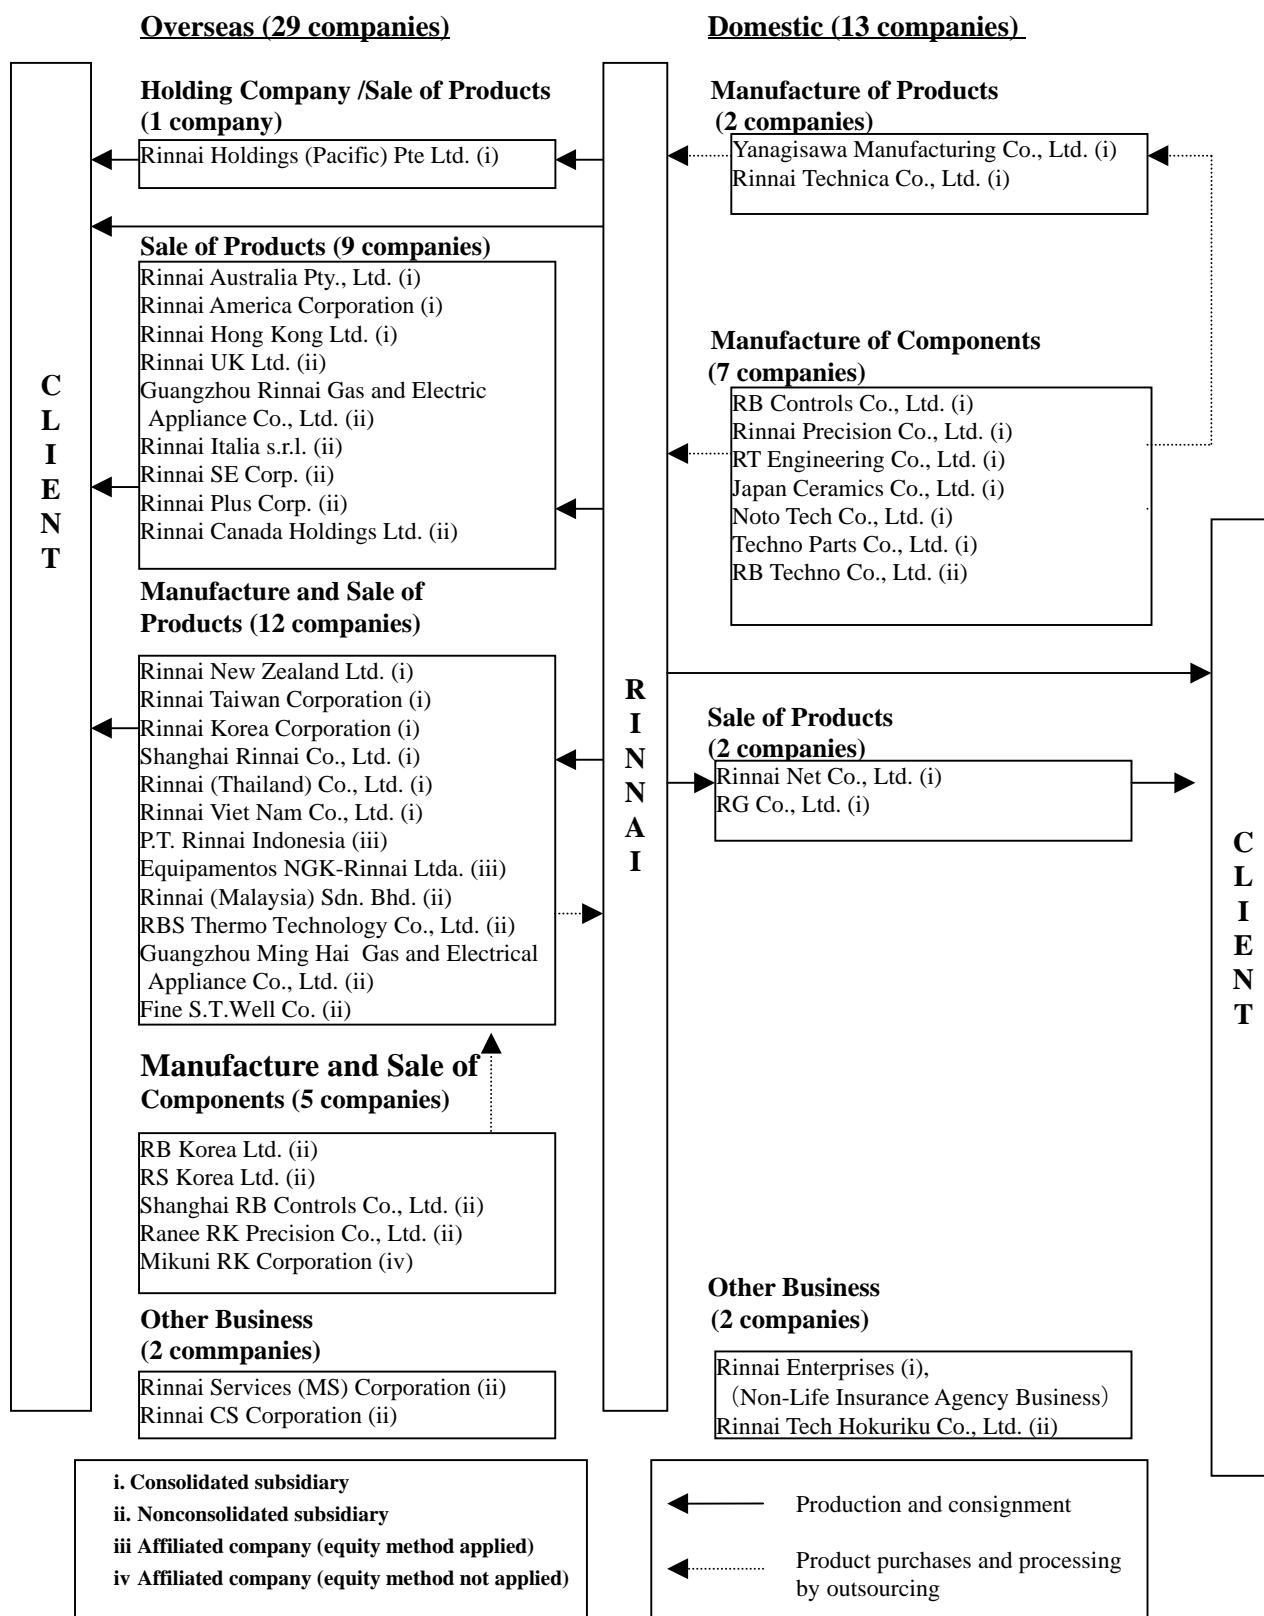 Overseas (29 companies)
Domestic (13 companies)
Holding Company /Sale of Products
(1 company)
Rinnai Holdings (Pacific) Pte Ltd. (i)
Sale of Products (9 companies)
Rinnai Australia Pty., Ltd. (i)
Rinnai America Corporation (i)
Rinnai Hong Kong Ltd. (i)
Rinnai UK Ltd. (ii)
Guangzhou Rinnai Gas and Electric
Appliance Co., Ltd. (ii)
Rinnai Italia s.r.l. (ii)
Rinnai SE Corp. (ii)
Rinnai Plus Corp. (ii)
Rinnai Canada Holdings Ltd. (ii)
Manufacture and Sale of
Products (12 companies)
Rinnai New Zealand Ltd. (i)
Rinnai Taiwan Corporation (i)
Rinnai Korea Corporation (i)
Shanghai Rinnai Co., Ltd. (i)
Rinnai (Thailand) Co., Ltd. (i)
Rinnai Viet Nam Co., Ltd. (i)
P.T. Rinnai Indonesia (iii)
Equipamentos NGK-Rinnai Ltda. (iii)
Rinnai (Malaysia) Sdn. Bhd. (ii)
RBS Thermo Technology Co., Ltd. (ii)
Guangzhou Ming Hai  Gas and Electrical
Appliance Co., Ltd. (ii)
Fine S.T.Well Co. (ii)
Manufacture and Sale of
Components (5 companies)
RB Korea Ltd. (ii)
RS Korea Ltd. (ii)
Shanghai RB Controls Co., Ltd. (ii)
Ranee RK Precision Co., Ltd. (ii)
Mikuni RK Corporation (iv)
Other Business
(2 commpanies)
Rinnai Services (MS) Corporation (ii)
Rinnai CS Corporation (ii)
CLIENT
RINNAI
Manufacture of Products
(2 companies)
Yanagisawa Manufacturing Co., Ltd. (i)
Rinnai Technica Co., Ltd. (i)
Manufacture of Components
(7 companies)
RB Controls Co., Ltd. (i)
Rinnai Precision Co., Ltd. (i)
RT Engineering Co., Ltd. (i)
Japan Ceramics Co., Ltd. (i)
Noto Tech Co., Ltd. (i)
Techno Parts Co., Ltd. (i)
RB Techno Co., Ltd. (ii)
Sale of Products
(2 companies)
Rinnai Net Co., Ltd. (i)
RG Co., Ltd. (i)
Other Business
(2 companies)
Rinnai Enterprises (i),
（Non-Life Insurance Agency Business）
Rinnai Tech Hokuriku Co., Ltd. (ii)
CLIENT
i. Consolidated subsidiary
ii. Nonconsolidated subsidiary
iii Affiliated company (equity method applied)
iv Affiliated company (equity method not applied)
Production and consignment
Product purchases and processing
by outsourcing